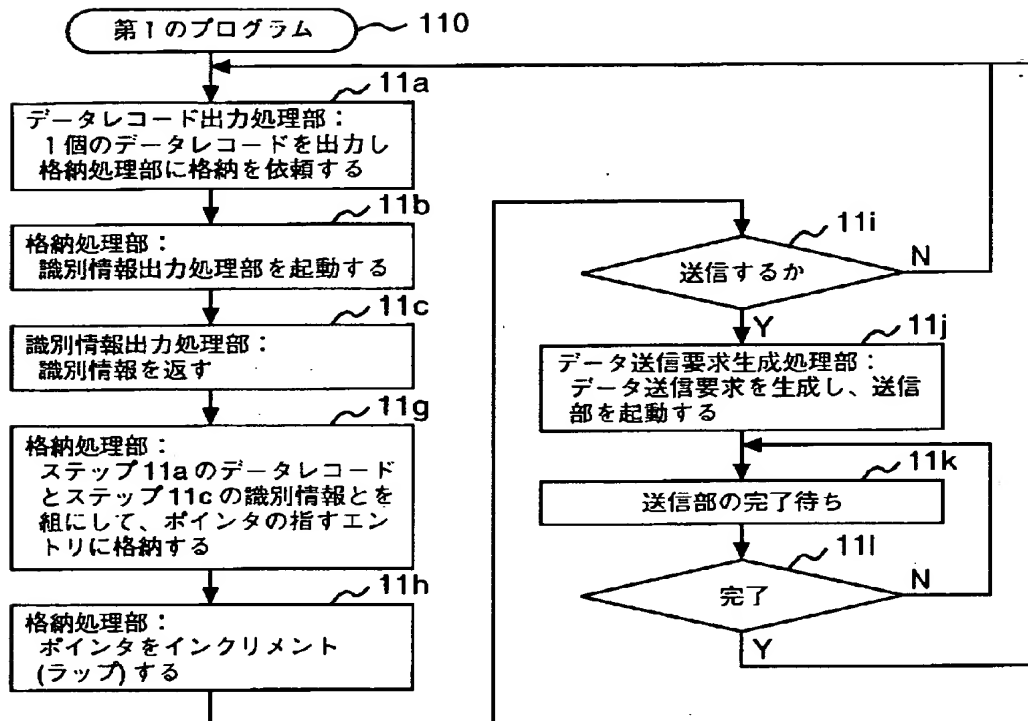 第1のプログラム
110
11a
データレコード出力処理部：
1個のデータレコードを出力し
格納処理部に格納を依頼する
11b
格納処理部：
識別情報出力処理部を起動する
11c
識別情報出力処理部：
識別情報を返す
11g
格納処理部：
ステップ11aのデータレコード
とステップ11cの識別情報とを
組にして、ポインタの指すエン
トリに格納する
11h
格納処理部：
ポインタをインクリメント
(ラップ)する
11i
送信するか
N
Y
11j
データ送信要求生成処理部：
データ送信要求を生成し、送信
部を起動する
11k
送信部の完了待ち
11l
完了
N
Y